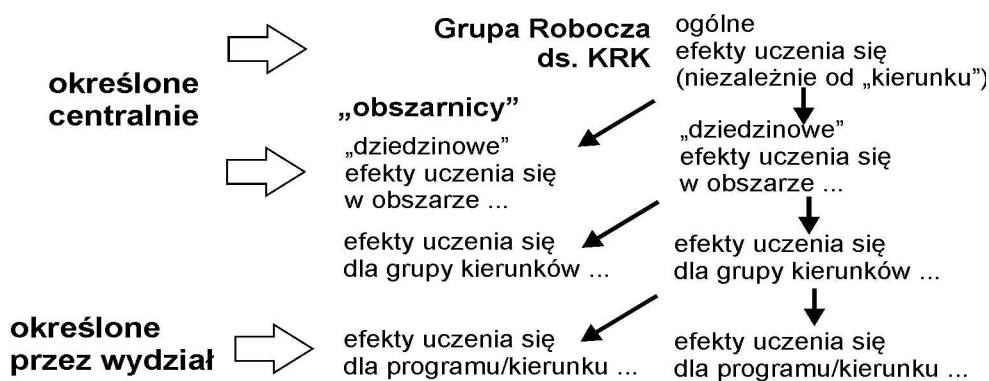 Grupa Robocza
ds. KRK
ogólne
efekty uczenia się
(niezależnie od „kierunku”)
określone
centralnie
„obszarnicy”
„dziedzinowe”
efekty uczenia się
w obszarze ...
„dziedzinowe”
efekty uczenia się
w obszarze ...
efekty uczenia się
dla grupy kierunków ...
efekty uczenia się
dla grupy kierunków ...
określone
przez wydział
efekty uczenia się
dla programu/kierunku ...
efekty uczenia się
dla programu/kierunku ...